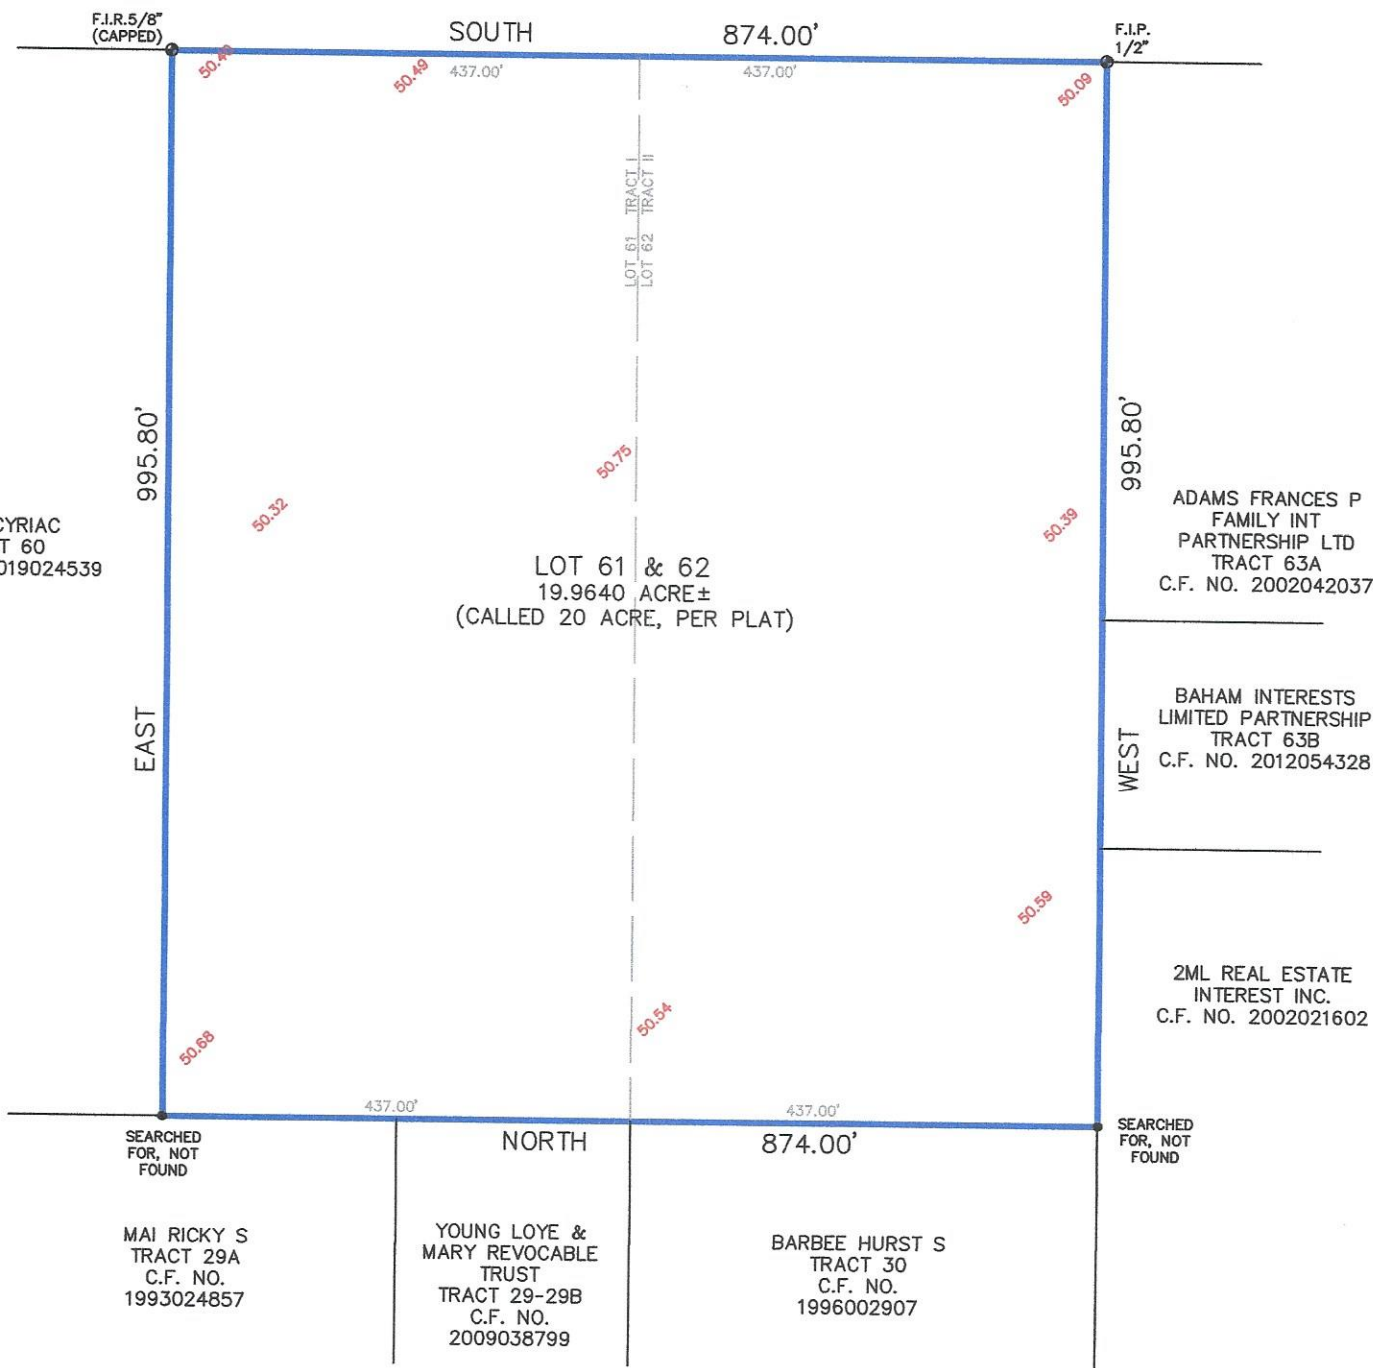 F.I.R.5/8"
(CAPPED)
SOUTH 874.00'
F.I.P.
1/2"
50.49
437.00'
437.00'
50.09
LOT 61 TRACT I
LOT 62 TRACT II
995.80'
EAST
50.32
50.75
50.39
995.80'
WEST
CYRIAC
T 60
019024539
LOT 61 & 62
19.9640 ACRE±
(CALLED 20 ACRE, PER PLAT)
ADAMS FRANCES P
FAMILY INT
PARTNERSHIP LTD
TRACT 63A
C.F. NO. 2002042037
BAHAM INTERESTS
LIMITED PARTNERSHIP
TRACT 63B
C.F. NO. 2012054328
50.59
2ML REAL ESTATE
INTEREST INC.
C.F. NO. 2002021602
50.68
50.54
437.00'
437.00'
SEARCHED
FOR, NOT
FOUND
NORTH 874.00'
SEARCHED
FOR, NOT
FOUND
MAI RICKY S
TRACT 29A
C.F. NO.
1993024857
YOUNG LOYE &
MARY REVOCABLE
TRUST
TRACT 29-29B
C.F. NO.
2009038799
BARBEE HURST S
TRACT 30
C.F. NO.
1996002907